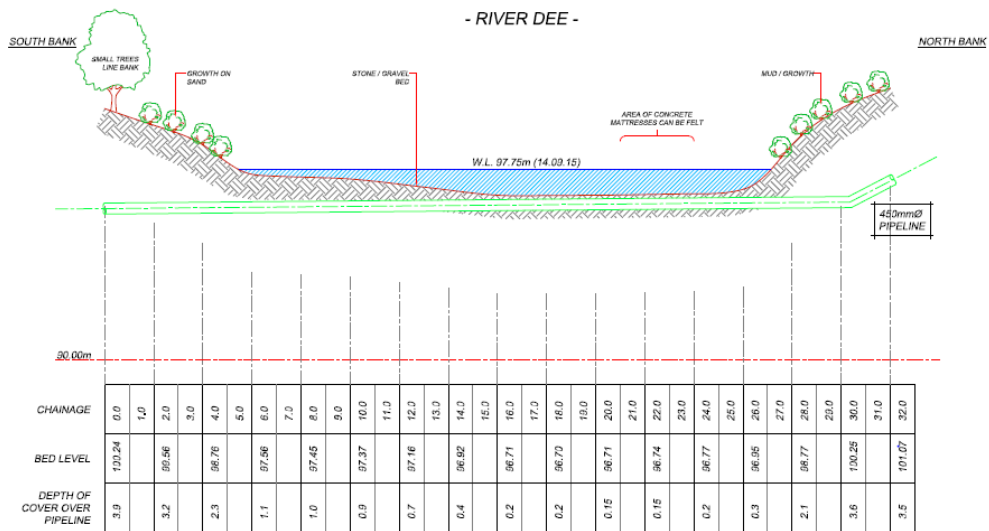 - RIVER DEE -
SOUTH BANK
NORTH BANK
SMALL TREES
LINE BANK
GROWTH ON
SAND
STONE / GRAVEL
BED
MUD / GROWTH
AREA OF CONCRETE
MATTRESSES CAN BE FELT
W.L. 97.75m (14.09.15)
450mmØ
PIPELINE
90.00m
CHAINAGE 0.0 1.0 2.0 3.0 4.0 5.0 6.0 7.0 8.0 9.0 10.0 11.0 12.0 13.0 14.0 15.0 16.0 17.0 18.0 19.0 20.0 21.0 22.0 23.0 24.0 25.0 26.0 27.0 28.0 29.0 30.0 31.0 32.0
BED LEVEL 100.24 99.56 98.76 97.56 97.45 97.37 97.16 96.92 96.71 96.70 96.71 96.74 96.77 96.95 98.77 100.25 101.07
DEPTH OF
COVER OVER
PIPELINE
3.9 3.2 2.3 1.1 1.0 0.9 0.7 0.4 0.2 0.2 0.15 0.15 0.2 0.3 2.1 3.6 3.5